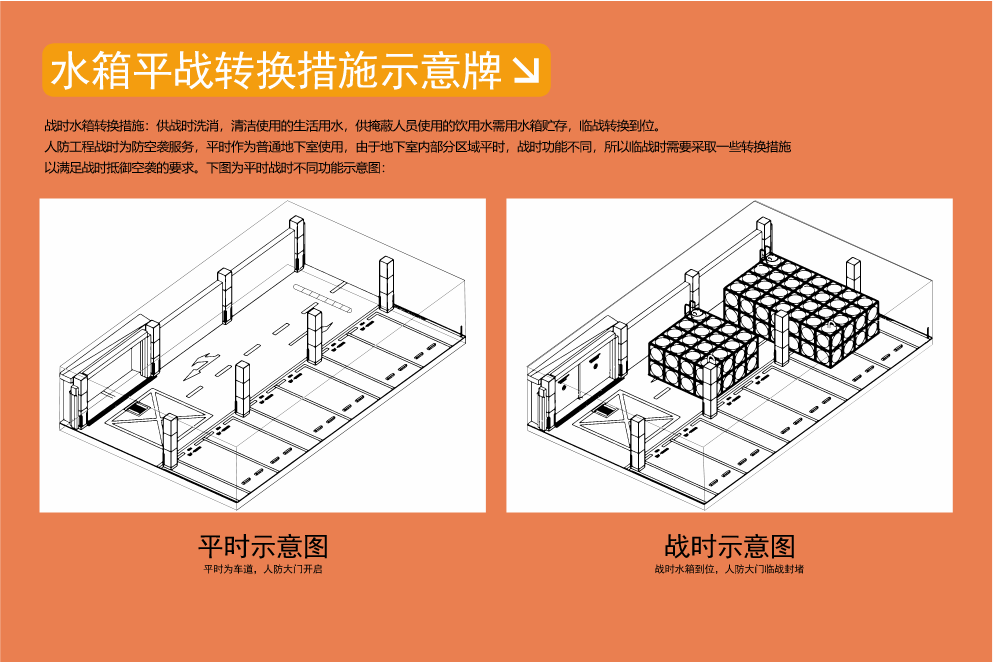 水箱平战转换措施示意牌
战时水箱转换措施：供战时洗消，清洁使用的生活用水，供掩蔽人员使用的饮用水需用水箱贮存，临战转换到位。
人防工程战时为防空袭服务，平时作为普通地下室使用，由于地下室内部分区域平时，战时功能不同，所以临战时需要采取一些转换措施
以满足战时抵御空袭的要求。下图为平时战时不同功能示意图：
平时示意图
平时为车道，人防大门开启
战时示意图
战时水箱到位，人防大门临战封堵